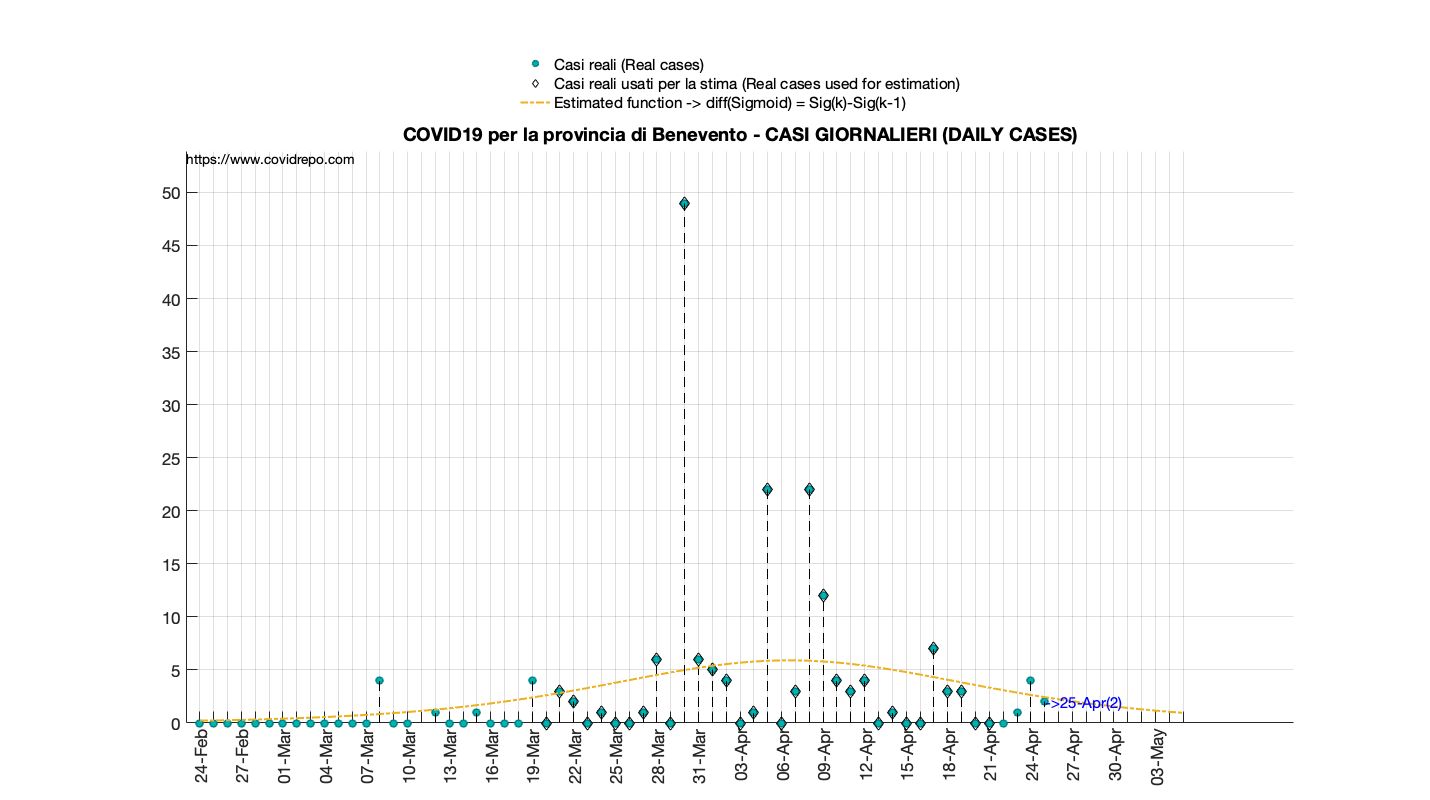 Casi reali (Real cases)
Casi reali usati per la stima (Real cases used for estimation)
Estimated function -> diff(Sigmoid) = Sig(k)-Sig(k-1)
COVID19 per la provincia di Benevento - CASI GIORNALIERI (DAILY CASES)
https://www.covidrepo.com
50
45
40
35
30
25
20
15
10
5
0
->25-Apr(2)
24-Feb
27-Feb
01-Mar
04-Mar
07-Mar
10-Mar
13-Mar
16-Mar
19-Mar
22-Mar
25-Mar
28-Mar
31-Mar
03-Apr
06-Apr
09-Apr
12-Apr
15-Apr
18-Apr
21-Apr
24-Apr
27-Apr
30-Apr
03-May